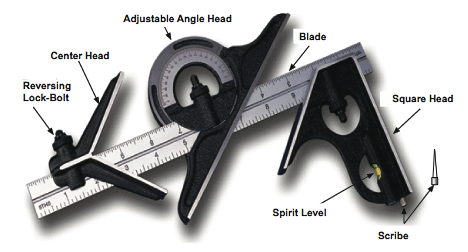 Adjustable Angle Head
Blade
Center Head
Reversing
Lock-Bolt
Square Head
Spirit Level
Scribe